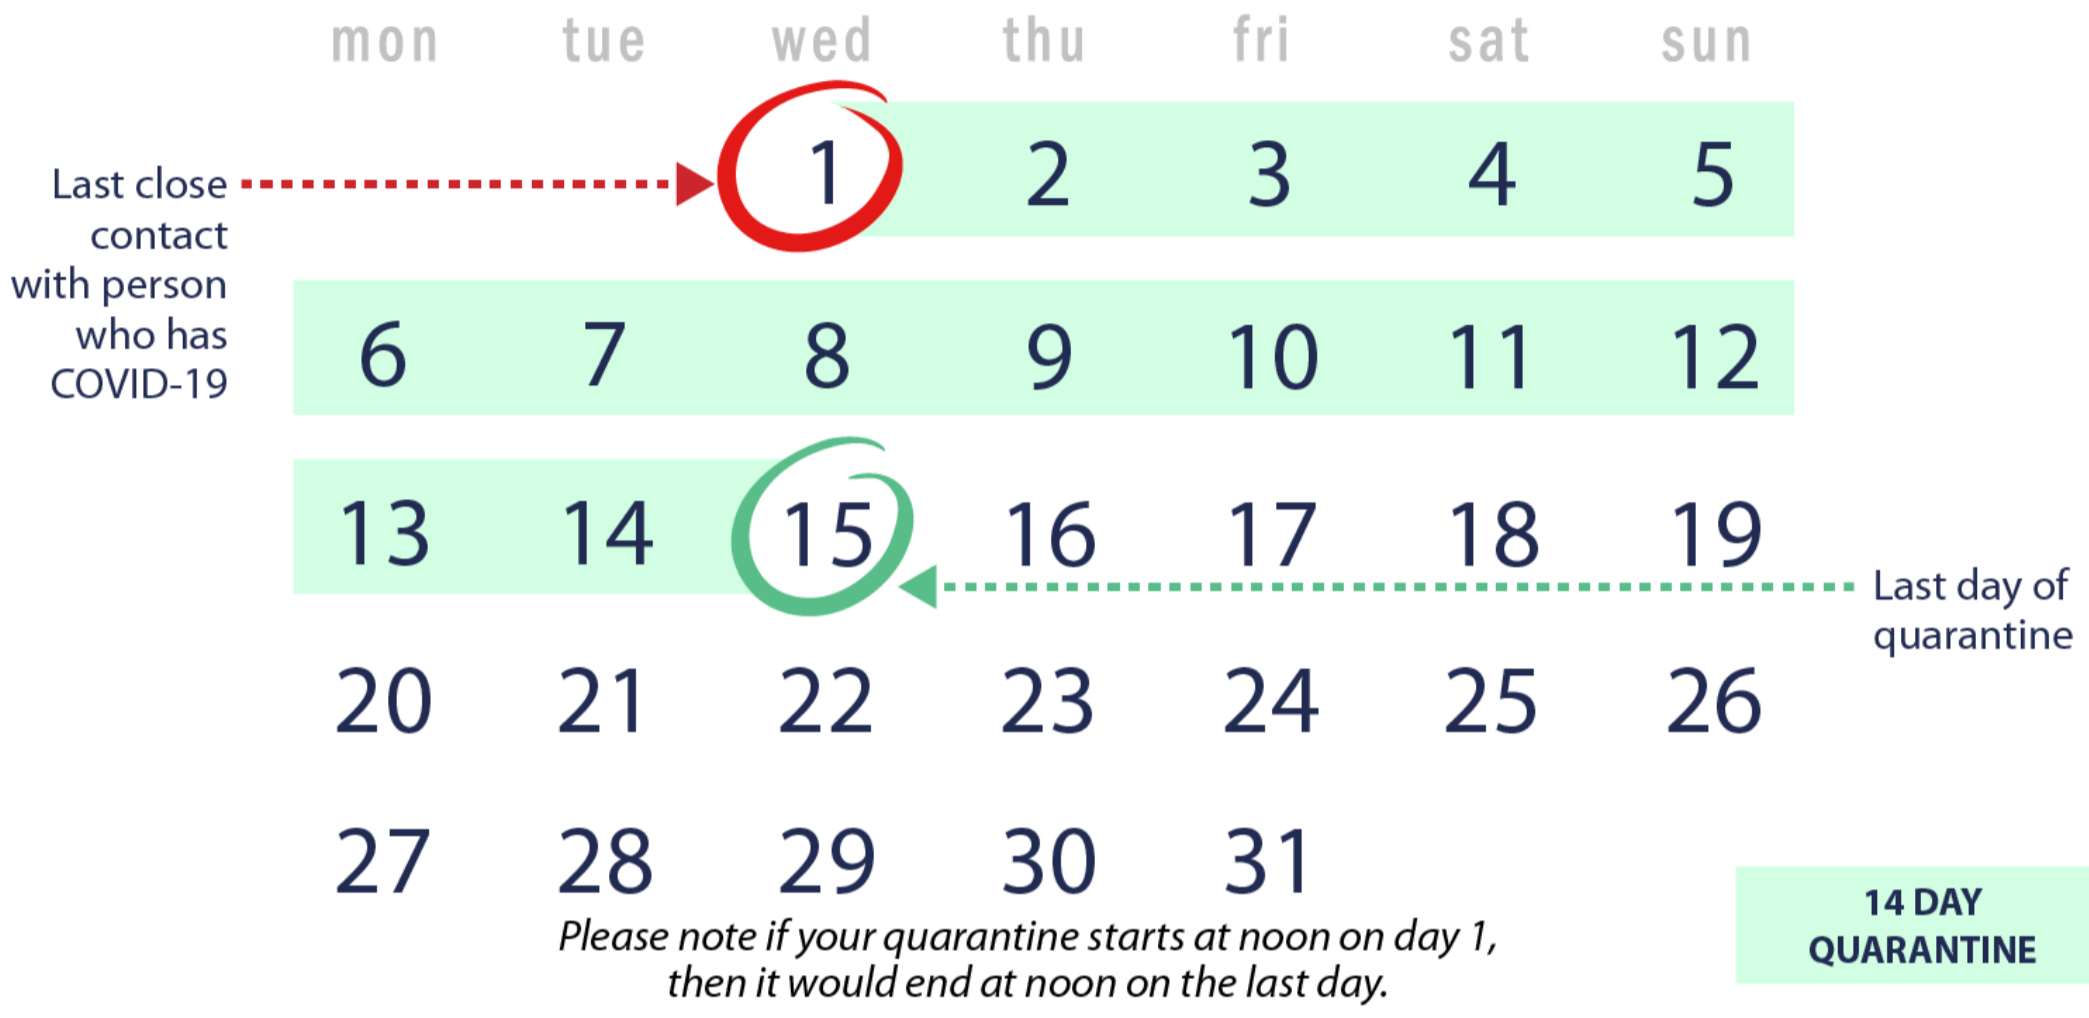 mon tue wed thu fri sat sun
1 2 3 4 5
Last close
contact
with person
who has
COVID-19
6 7 8 9 10 11 12
13 14 15 16 17 18 19
Last day of
quarantine
20 21 22 23 24 25 26
27 28 29 30 31
Please note if your quarantine starts at noon on day 1,
then it would end at noon on the last day.
14 DAY
QUARANTINE